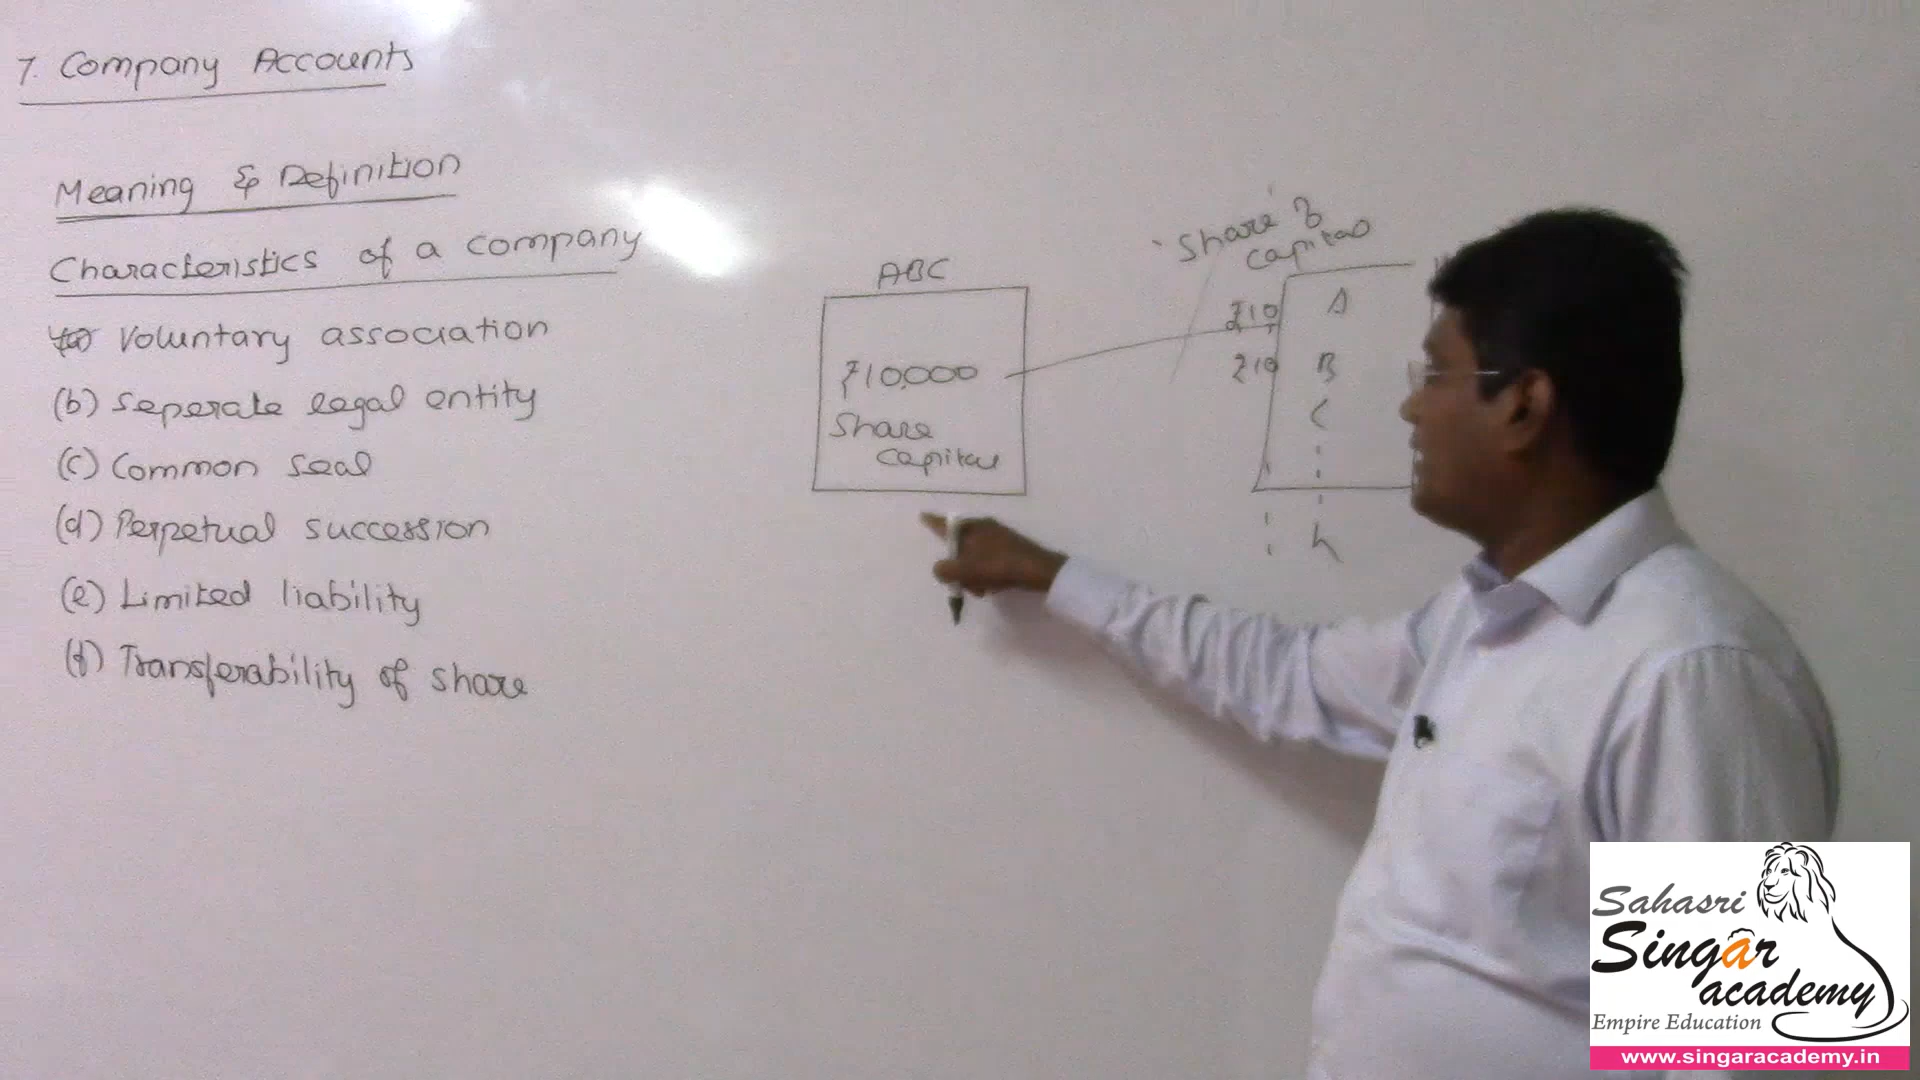 7. Company Accounts
Meaning & Definition
Characteristics of a company
Voluntary association
(b) Seperate legal entity
(c) Common seal
(d) Perpetual succession
(e) Limited liability
(f) Transferability of share
ABC
₹10,000
Share
capital
Share
capital
₹10 A
₹10 B
C
Sahasri
Singar
academy
Empire Education
www.singaracademy.in